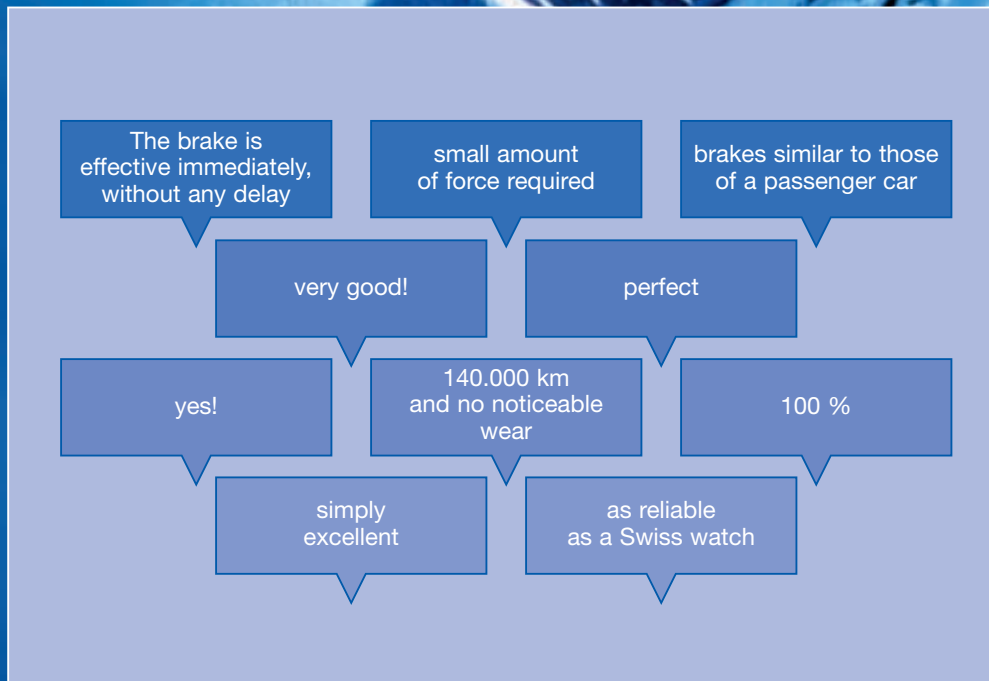 The brake is
effective immediately,
without any delay
small amount
of force required
brakes similar to those
of a passenger car
very good!
perfect
yes!
140.000 km
and no noticeable
wear
100 %
simply
excellent
as reliable
as a Swiss watch